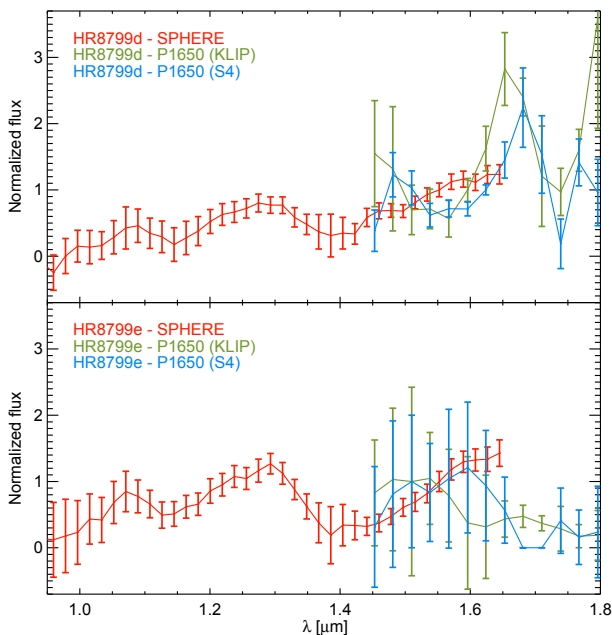 HR8799d - SPHERE
HR8799d - P1650 (KLIP)
HR8799d - P1650 (S4)
3
2
1
0
Normalized flux
HR8799e - SPHERE
HR8799e - P1650 (KLIP)
HR8799e - P1650 (S4)
3
2
1
0
Normalized flux
1.0 1.2 1.4 1.6 1.8
λ [μm]